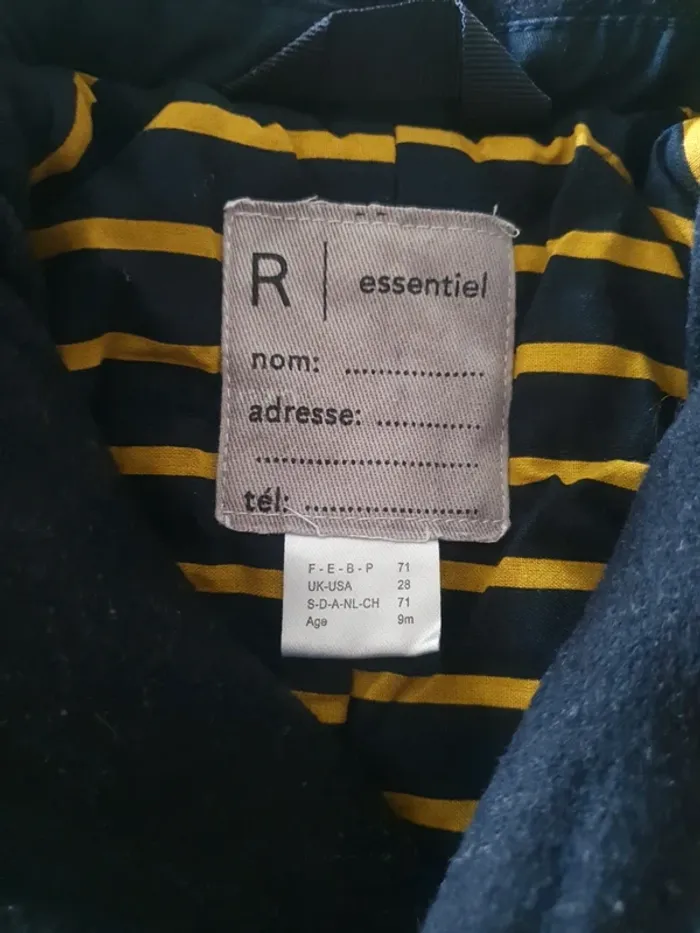 R | essentiel
nom: ....................
adresse: ...............
................................
tél: .........................
F - E - B - P 71
UK-USA 28
S-D-A-NL-CH 71
Age 9m